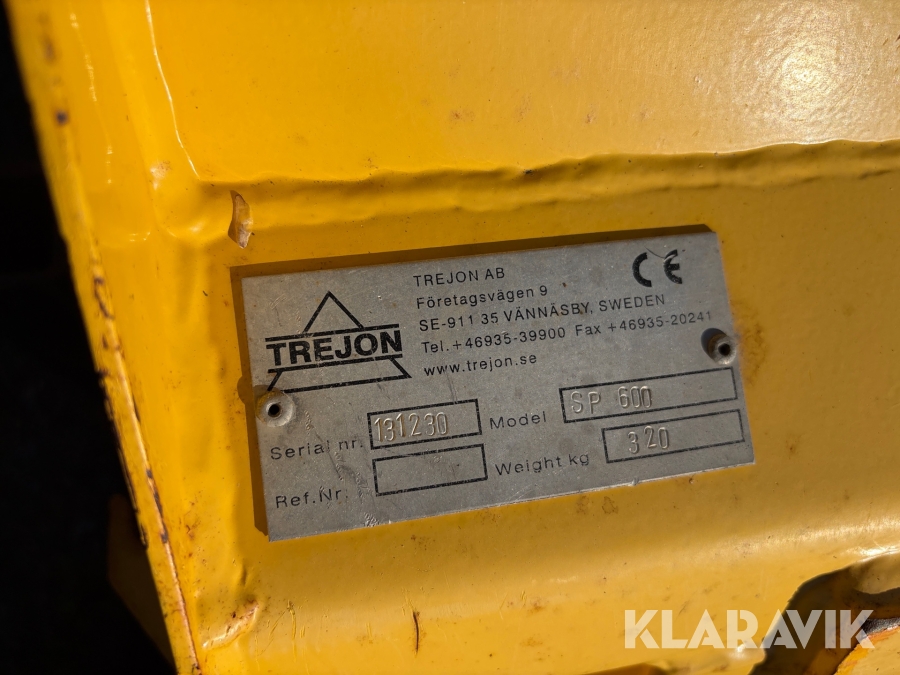 TREJON AB
Företagsvägen 9
SE-911 35 VÄNNÄSBY, SWEDEN
Tel. +46935-39900 Fax +46935-20241
www.trejon.se
CE
TREJON
Serial nr. 131230 Model SP 600
Ref.Nr: Weight kg 320
KLARAVIK